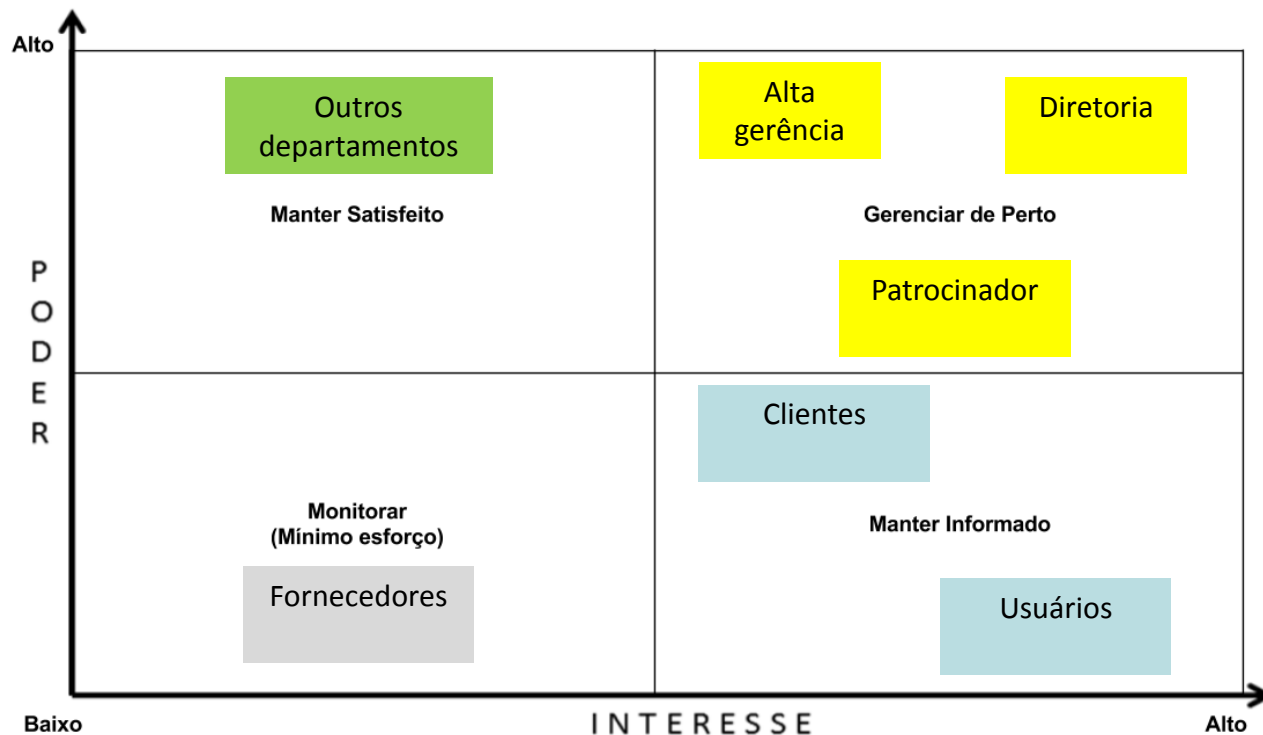 Alto
Outros
departamentos
Alta
gerência
Diretoria
Manter Satisfeito
Gerenciar de Perto
Patrocinador
P
O
D
E
R
Clientes
Monitorar
(Mínimo esforço)
Manter Informado
Fornecedores
Usuários
Baixo
INTERESSE
Alto